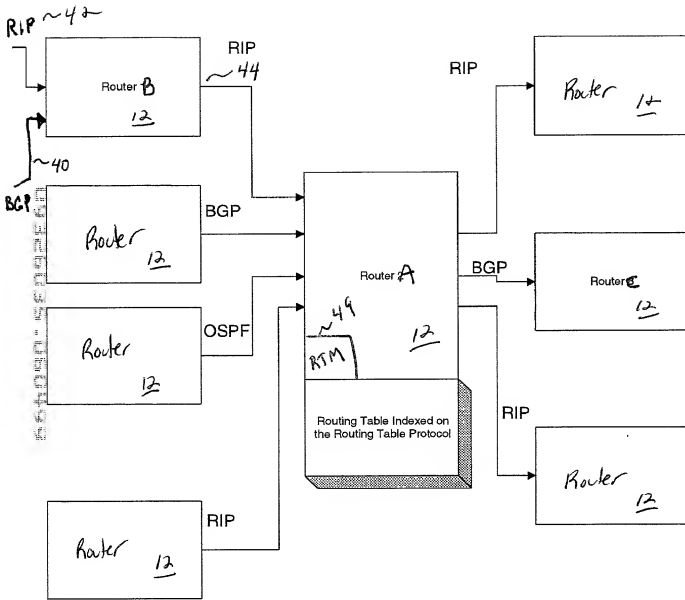 RIP ~42
RIP
~44
Router B
12
~40
BGP
Router
12
BGP
Router
12
OSPF
Router
12
RIP
Router A
12
~49
RTM
Routing Table Indexed on
the Routing Table Protocol
RIP
Router
12
BGP
Router C
12
RIP
Router
12